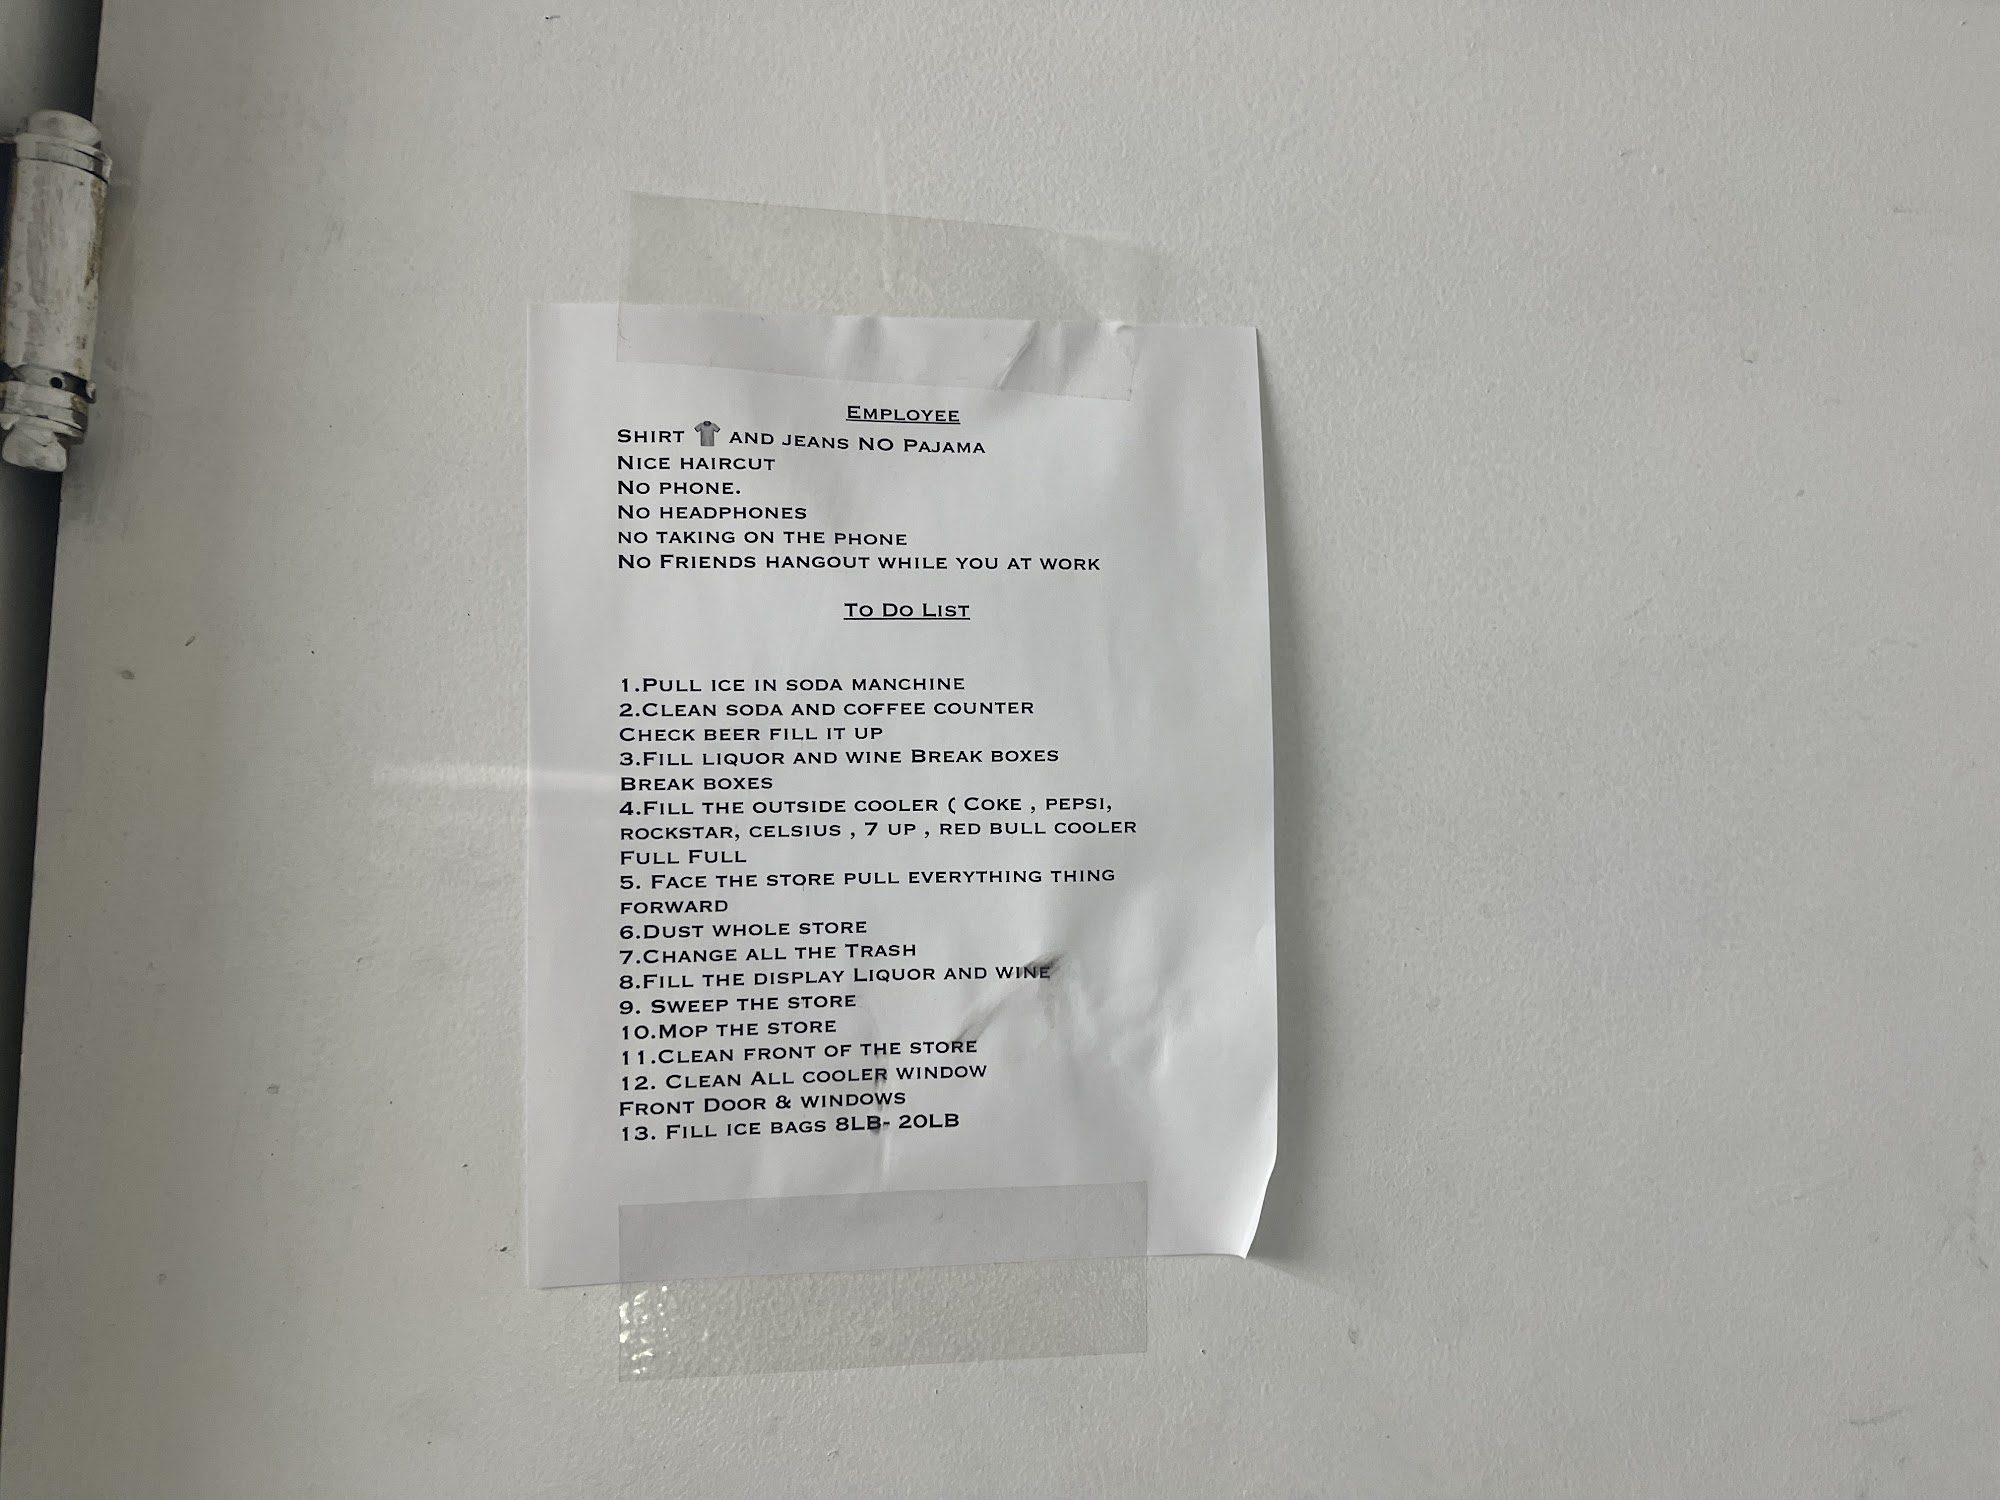 Employee
Shirt 👕 and jeans NO Pajama
Nice haircut
No phone.
No headphones
no taking on the phone
No Friends hangout while you at work
To Do List
1.Pull ice in soda manchine
2.Clean soda and coffee counter
Check beer fill it up
3.Fill liquor and wine Break boxes
Break boxes
4.Fill the outside cooler ( Coke , pepsi,
rockstar, celsius , 7 up , red bull cooler
Full Full
5. Face the store pull everything thing
forward
6.Dust whole store
7.Change all the Trash
8.Fill the display Liquor and wine
9. Sweep the store
10.Mop the store
11.Clean front of the store
12. Clean All cooler window
Front Door & windows
13. Fill ice bags 8LB- 20LB